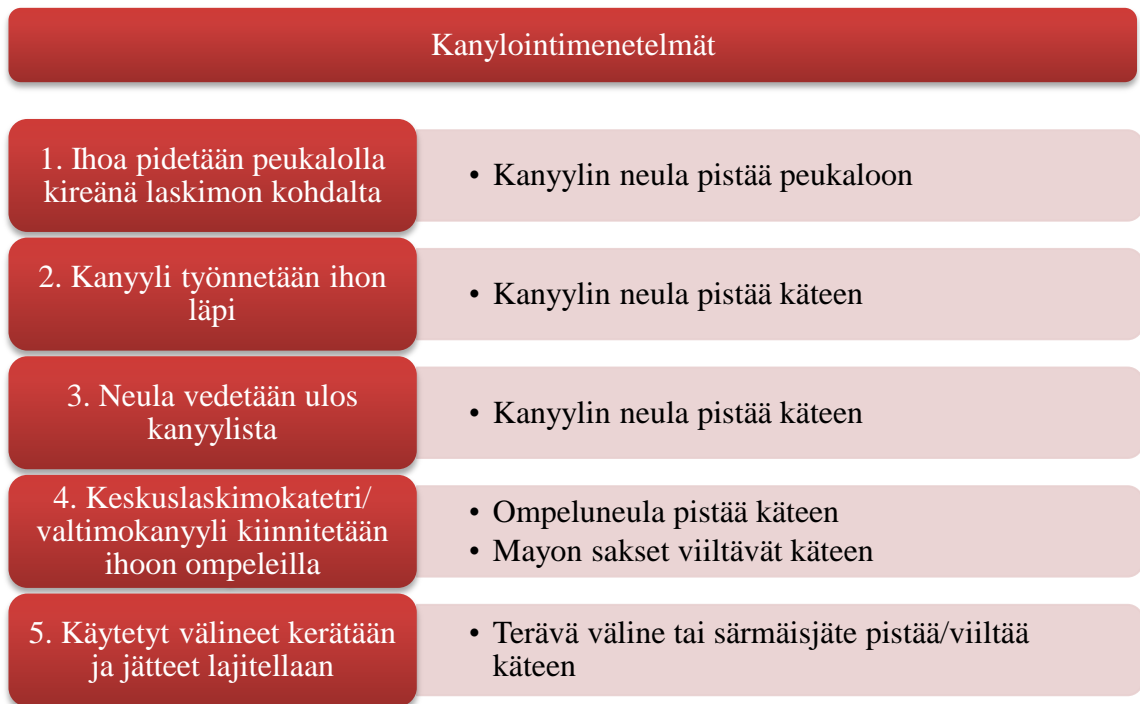 Kanylointimenetelmät
1. Ihoa pidetään peukalolla
kireänä laskimon kohdalta
• Kanyylin neula pistää peukaloon
2. Kanyyli työnnetään ihon
läpi
• Kanyylin neula pistää käteen
3. Neula vedetään ulos
kanyylista
• Kanyylin neula pistää käteen
4. Keskuslaskimokatetri/
valtimokanyyli kiinnitetään
ihoon ompeleilla
• Ompeluneula pistää käteen
• Mayon sakset viiltävät käteen
5. Käytetyt välineet kerätään
ja jätteet lajitellaan
• Terävä väline tai särmäisjäte pistää/viiltää
käteen